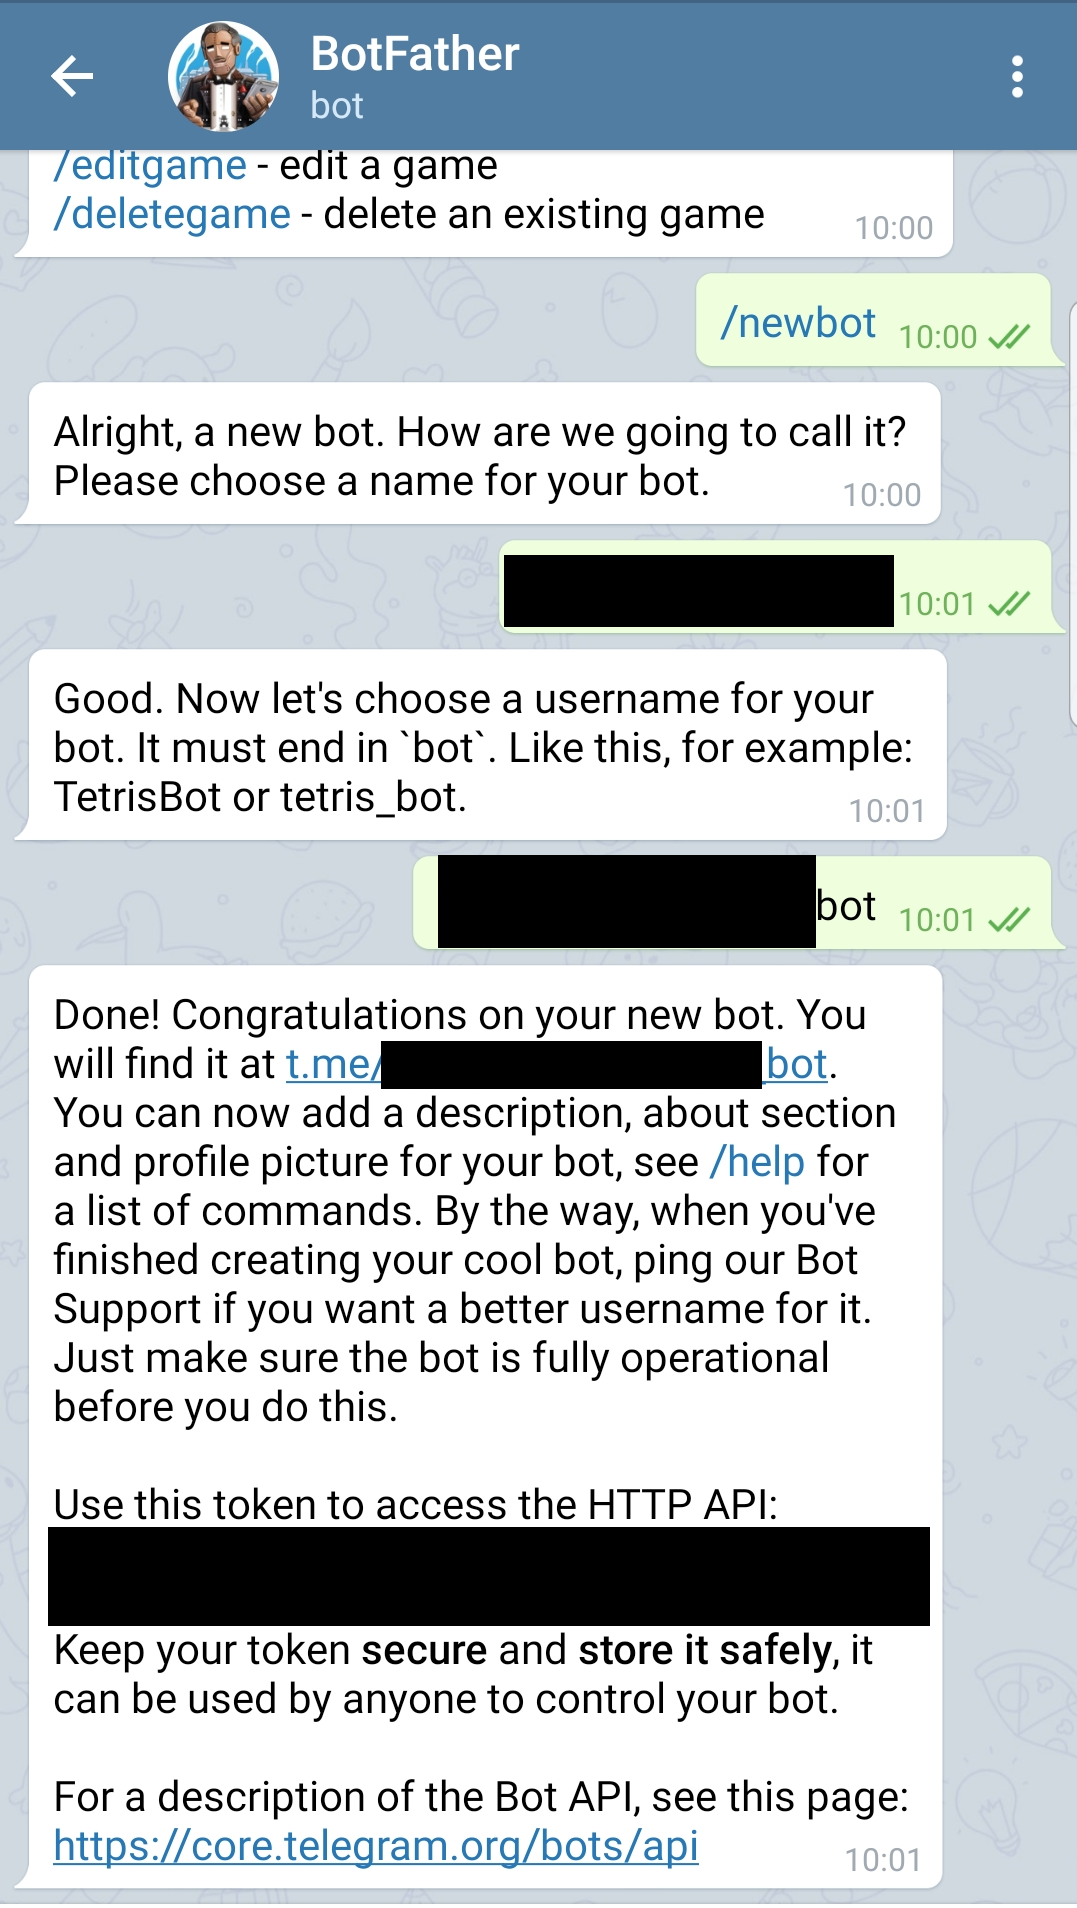 BotFather
bot
/editgame - edit a game
/deletegame - delete an existing game
10:00
/newbot 10:00
Alright, a new bot. How are we going to call it?
Please choose a name for your bot.
10:00
10:01
Good. Now let's choose a username for your
bot. It must end in `bot`. Like this, for example:
TetrisBot or tetris_bot.
10:01
bot 10:01
Done! Congratulations on your new bot. You
will find it at t.me/ bot.
You can now add a description, about section
and profile picture for your bot, see /help for
a list of commands. By the way, when you've
finished creating your cool bot, ping our Bot
Support if you want a better username for it.
Just make sure the bot is fully operational
before you do this.
Use this token to access the HTTP API:
Keep your token secure and store it safely, it
can be used by anyone to control your bot.
For a description of the Bot API, see this page:
https://core.telegram.org/bots/api
10:01